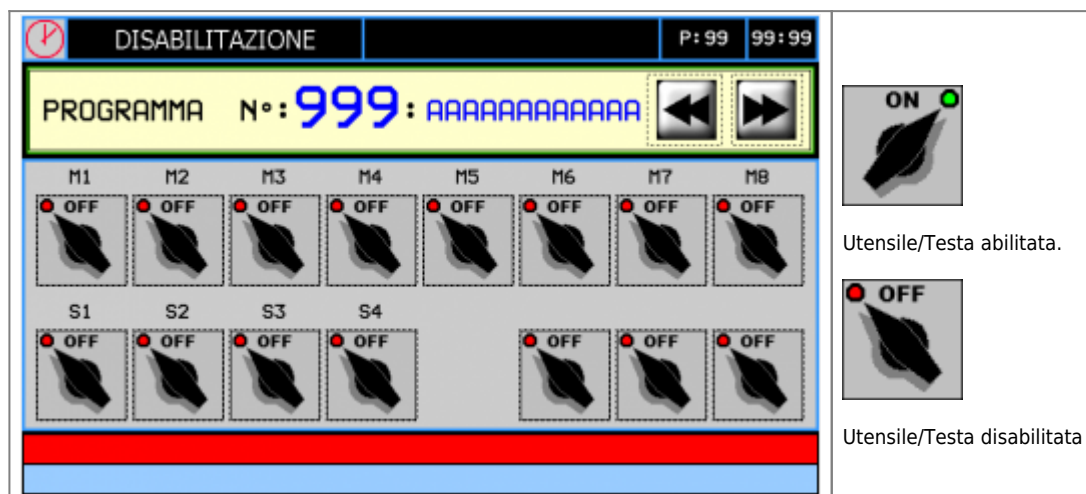 DISABILITAZIONE P:99 99:99
PROGRAMMA N°:999:AAAAAAAAAAAA
M1 M2 M3 M4 M5 M6 M7 M8
OFF OFF OFF OFF OFF OFF OFF OFF
S1 S2 S3 S4
OFF OFF OFF OFF OFF OFF OFF
ON
Utensile/Testa abilitata.
OFF
Utensile/Testa disabilitata